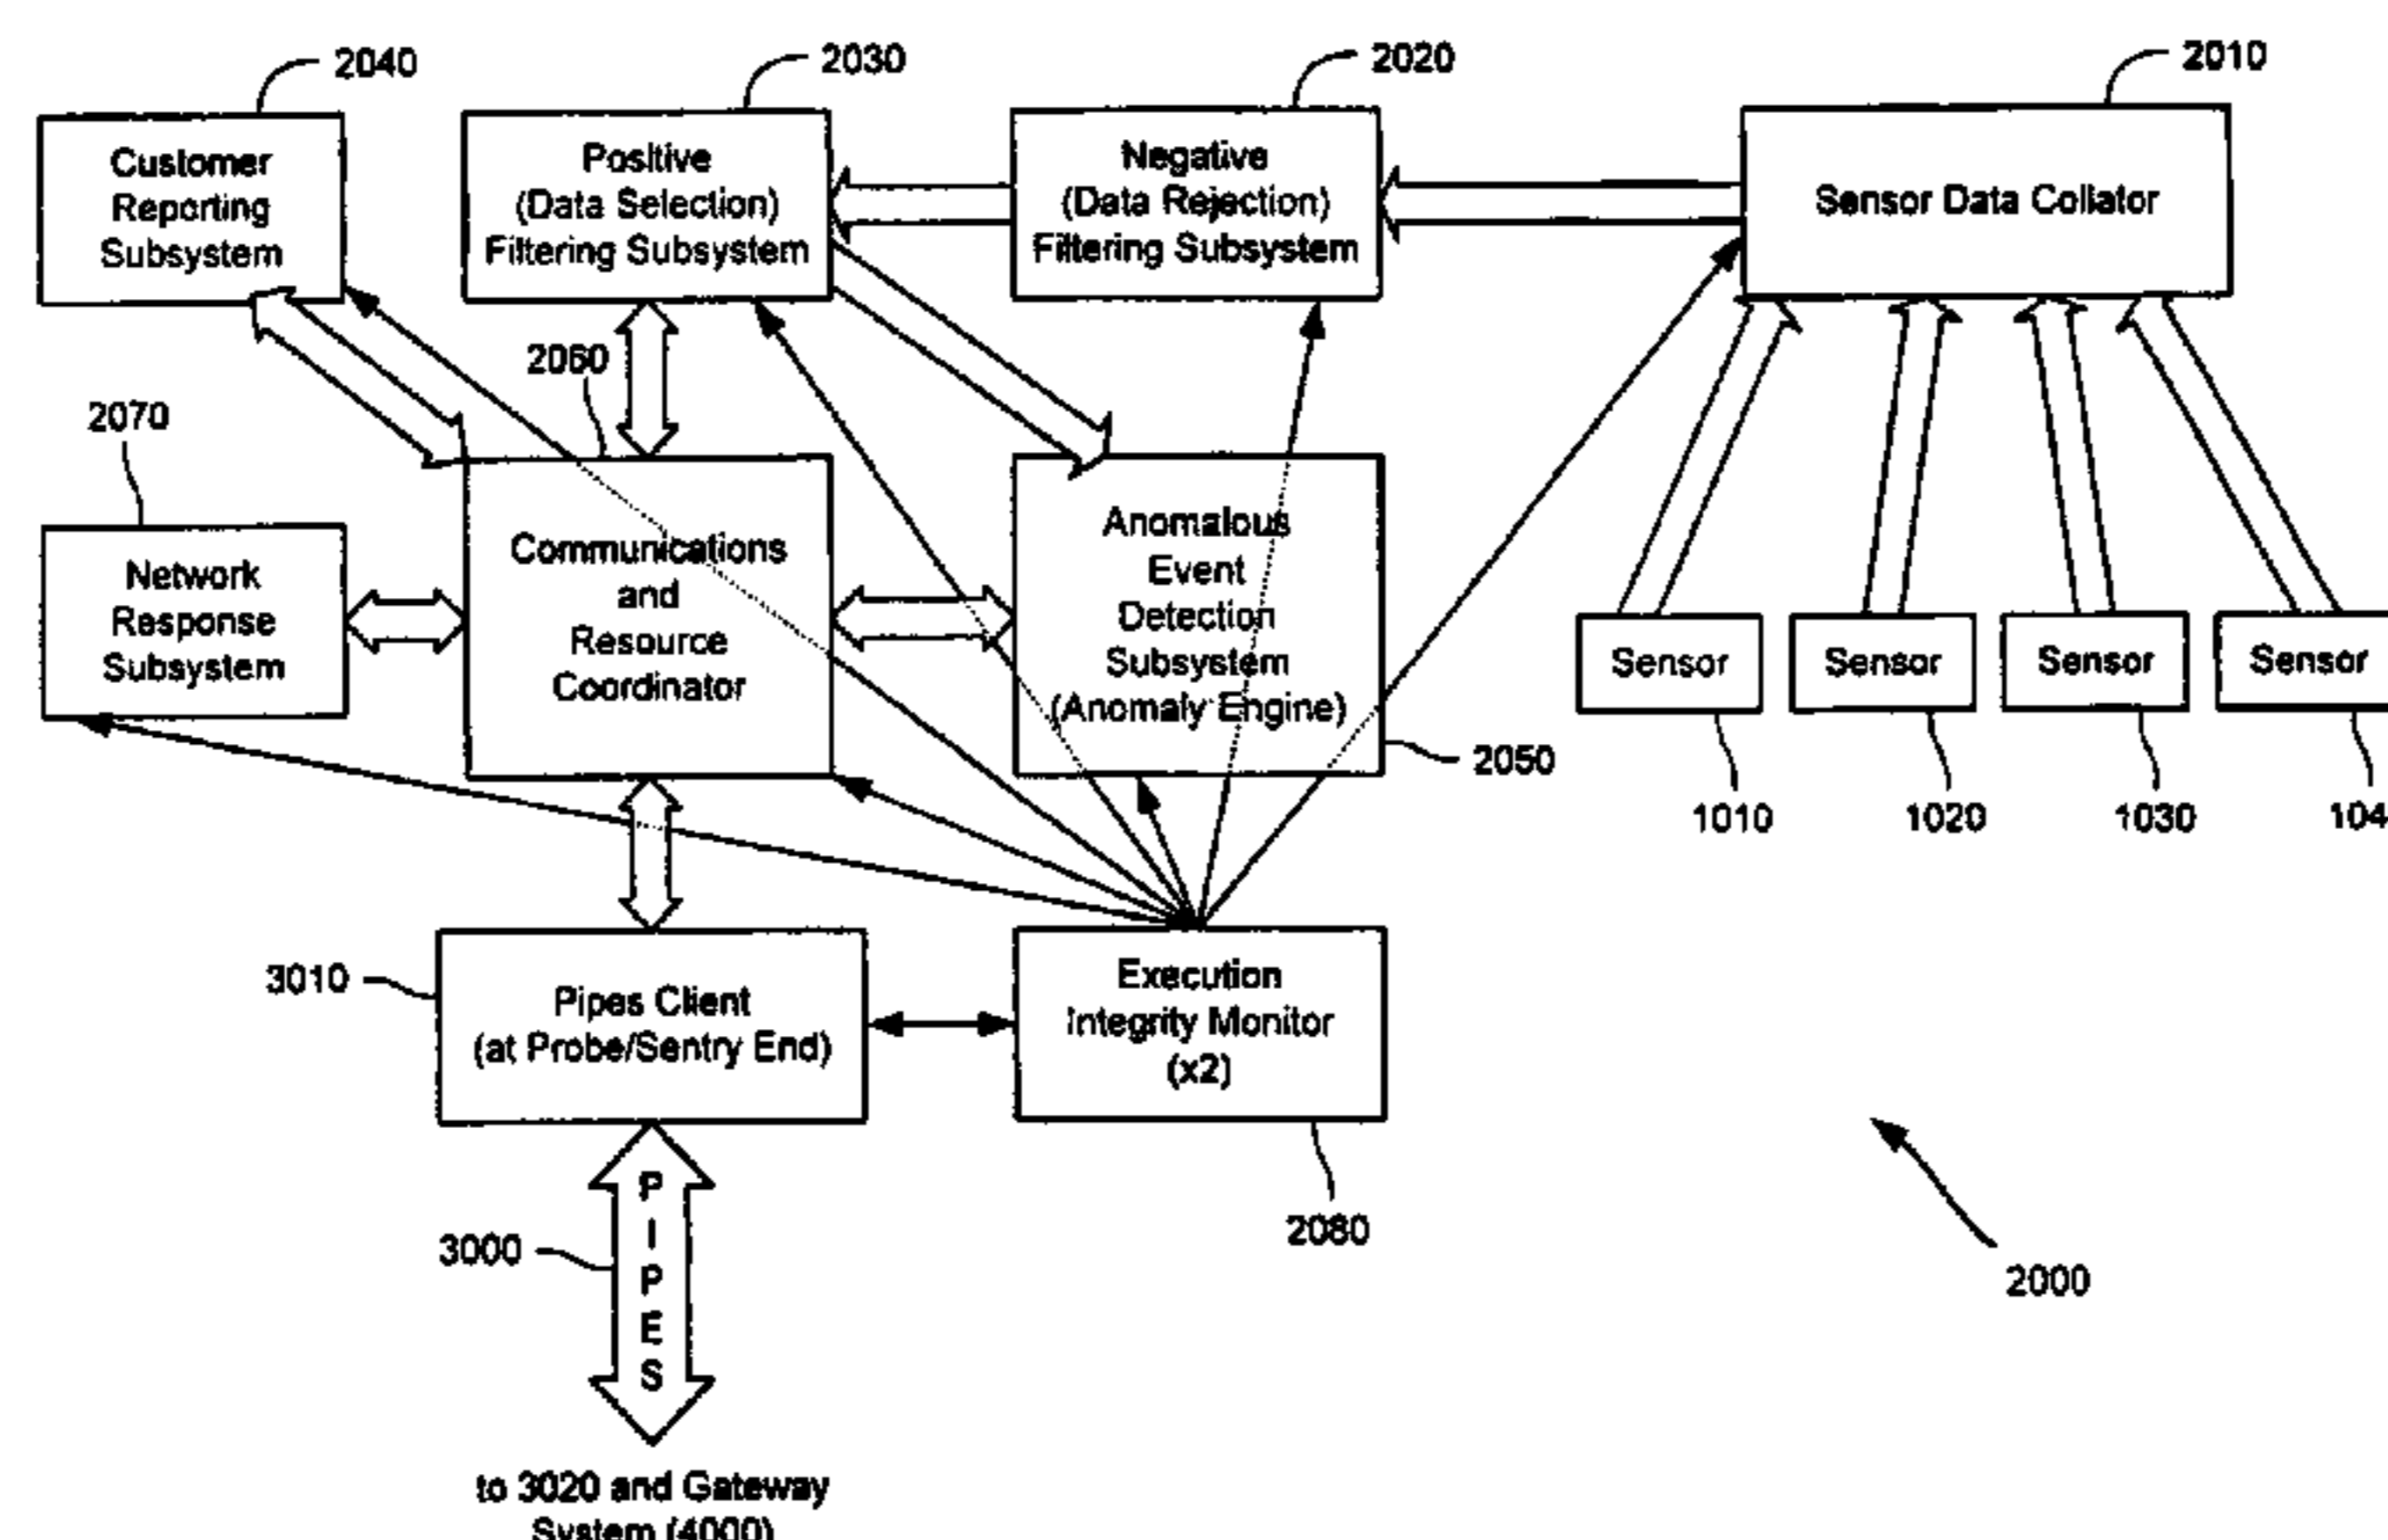 2040
2030
2020
2010
Customer
Reporting
Subsystem
Positive
(Data Selection)
Filtering Subsystem
Negative
(Data Rejection)
Filtering Subsystem
Sensor Data Collator
2060
2070
Network
Response
Subsystem
Communications
and
Resource
Coordinator
Anomalous
Event
Detection
Subsystem
(Anomaly Engine)
2050
Sensor
Sensor
Sensor
Sensor
1010
1020
1030
104
3010
Pipes Client
(at Probe/Sentry End)
Execution
Integrity Monitor
(x2)
2080
3000
PIPES
2000
to 3020 and Gateway
System (4000)